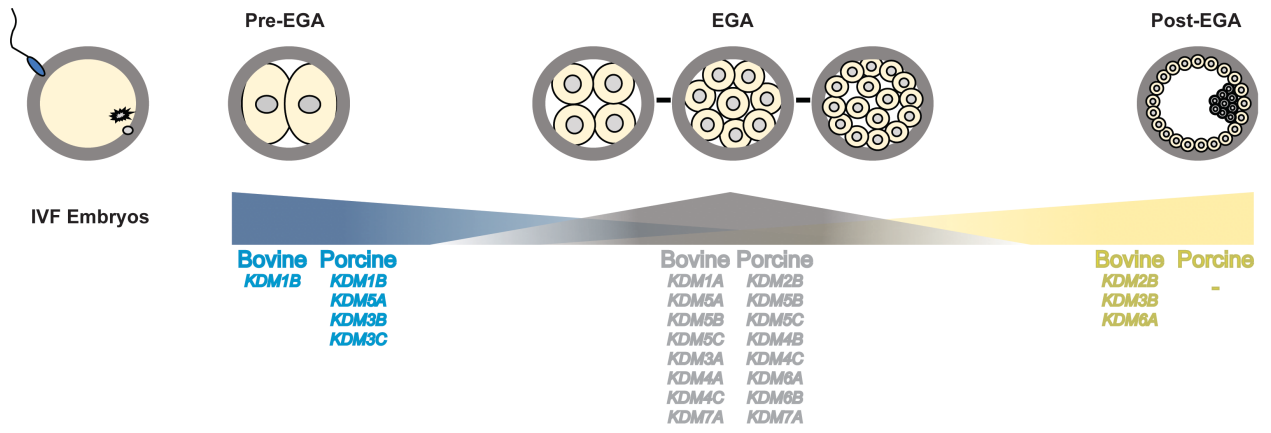 Pre-EGA EGA Post-EGA
IVF Embryos
Bovine Porcine Bovine Porcine Bovine Porcine
KDM1B KDM1B KDM1A KDM2B KDM2B -
KDM5A KDM5A KDM5B KDM3B
KDM3B KDM5B KDM5C KDM6A
KDM3C KDM5C KDM4B
KDM3A KDM4C
KDM4A KDM6A
KDM4C KDM6B
KDM7A KDM7A